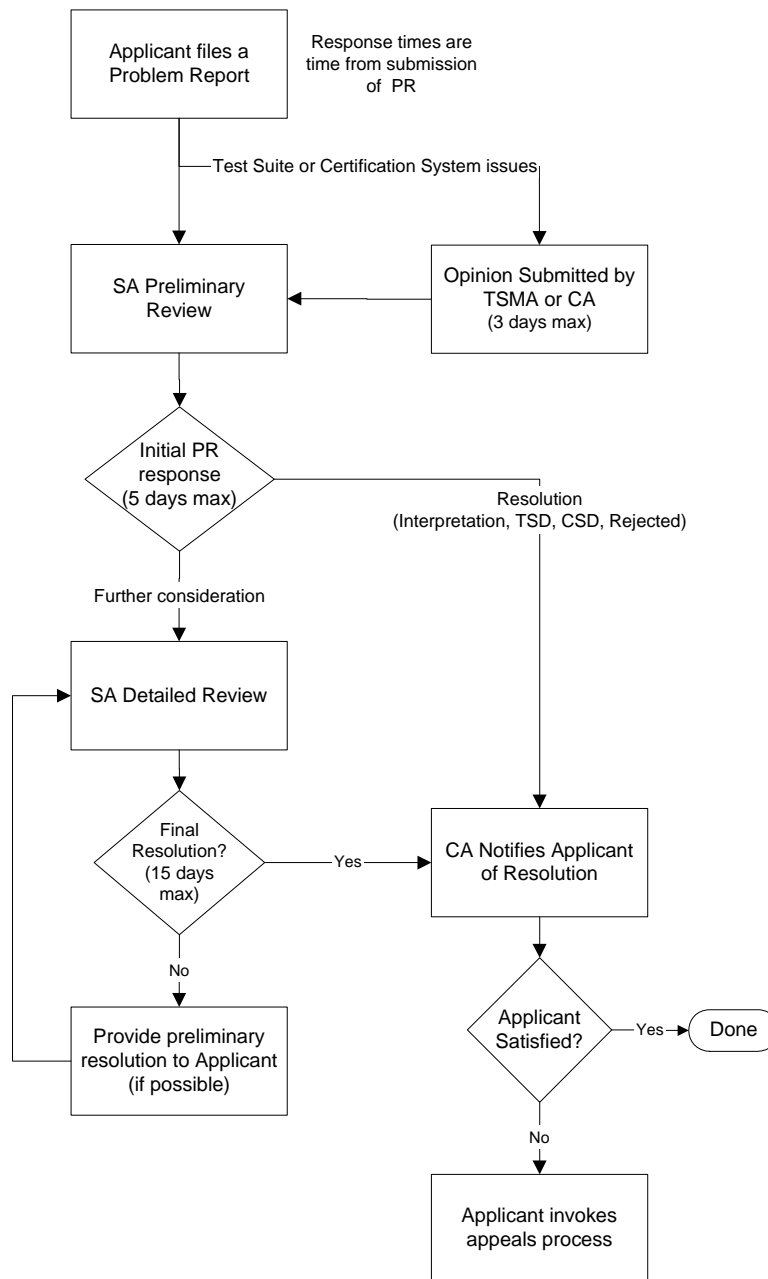 Applicant files a
Problem Report
Response times are
time from submission
of PR
Test Suite or Certification System issues
SA Preliminary
Review
Opinion Submitted by
TSMA or CA
(3 days max)
Initial PR
response
(5 days max)
Resolution
(Interpretation, TSD, CSD, Rejected)
Further consideration
SA Detailed Review
Final
Resolution?
(15 days
max)
Yes
CA Notifies Applicant
of Resolution
No
Provide preliminary
resolution to Applicant
(if possible)
Applicant
Satisfied?
Yes
Done
No
Applicant invokes
appeals process